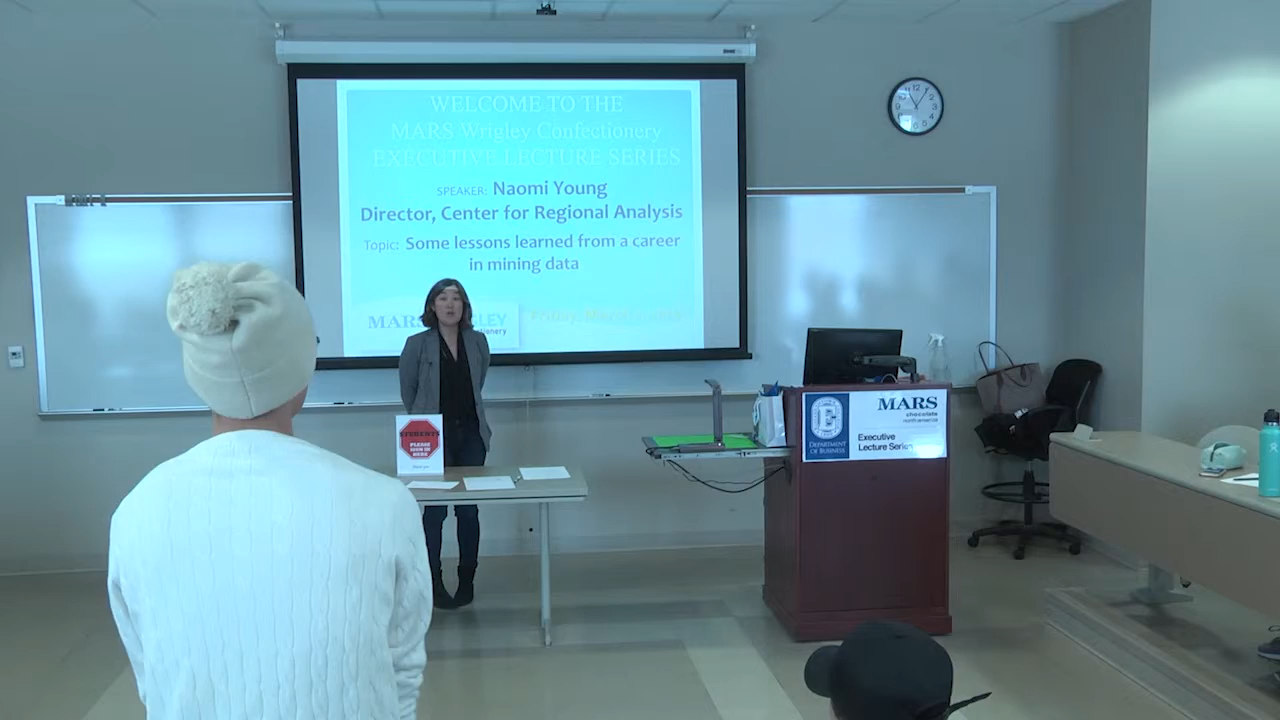 WELCOME TO THE
MARS Wrigley Confectionery
EXECUTIVE LECTURE SERIES
SPEAKER: Naomi Young
Director, Center for Regional Analysis
Topic: Some lessons learned from a career
in mining data
STUDENTS
PLEASE
SIGN IN
HERE
DEPARTMENT
OF BUSINESS
MARS
chocolate
north america
Executive
Lecture Series